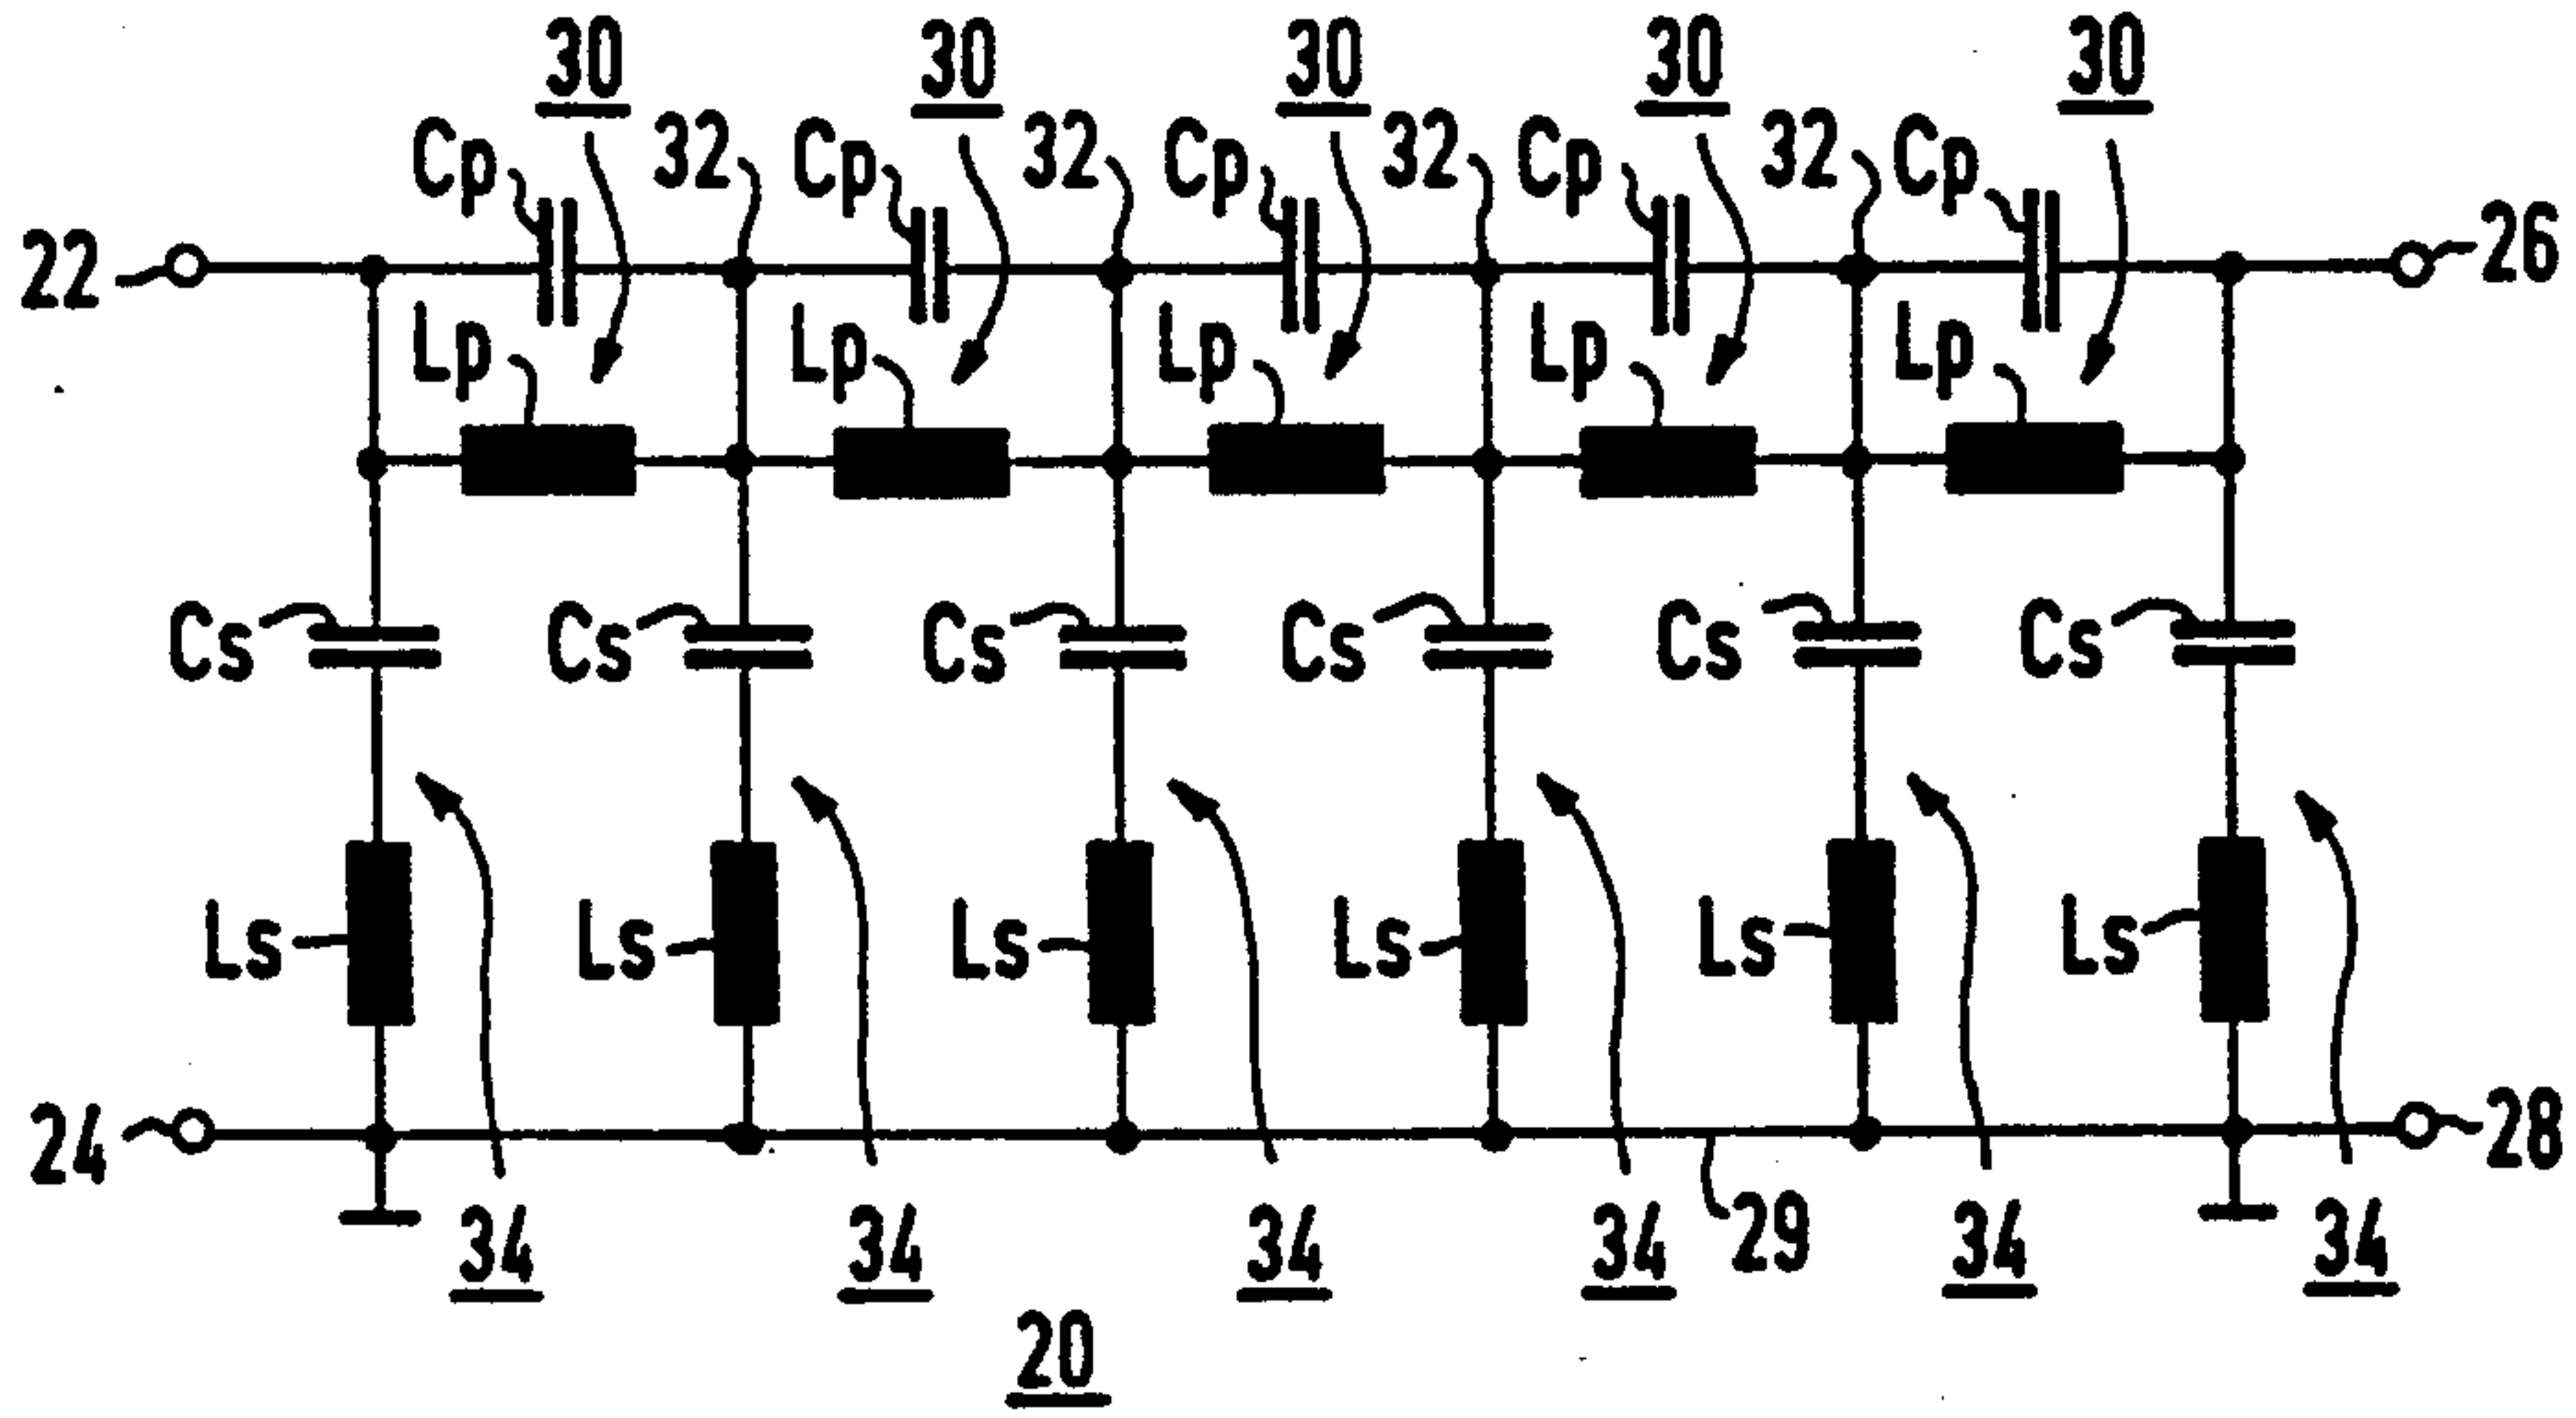 30 30 30 30 30
Cp 32 Cp 32 Cp 32 Cp 32 Cp
22 26
Lp Lp Lp Lp Lp
Cs Cs Cs Cs Cs Cs
Ls Ls Ls Ls Ls Ls
24 28
34 34 34 34 29 34 34
20